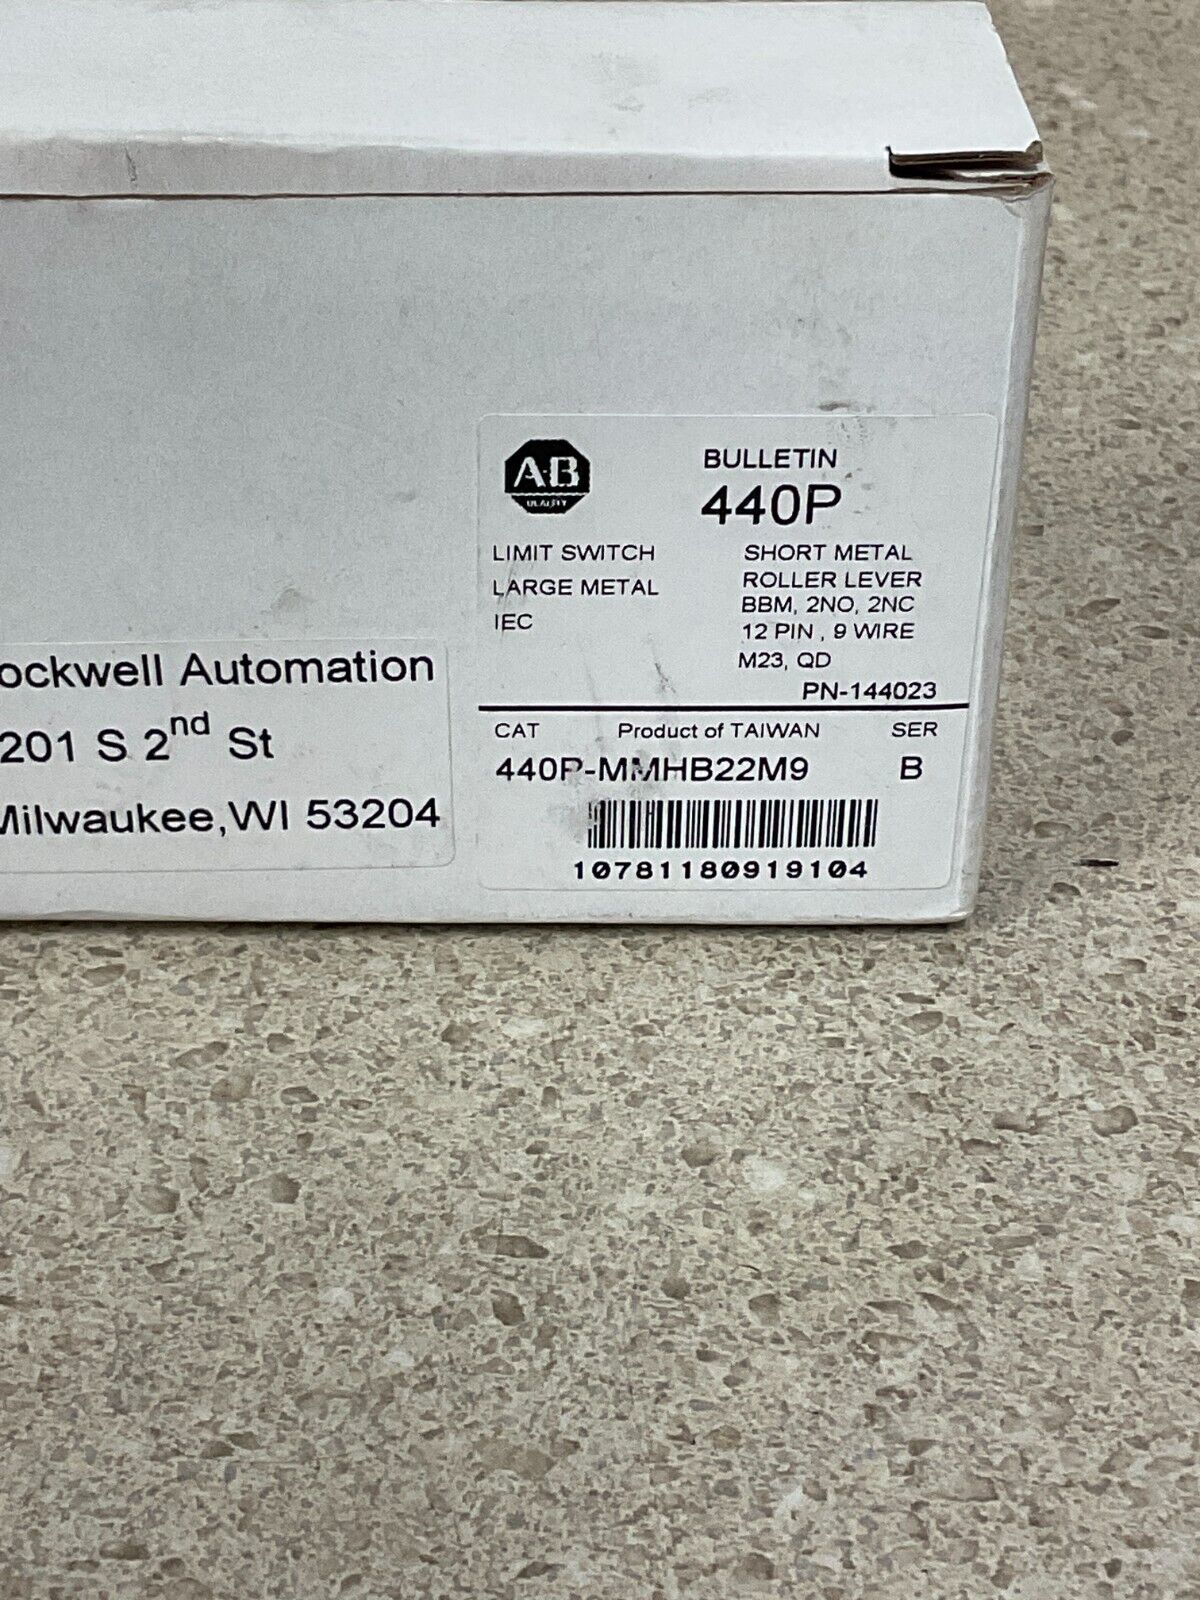 A·B
QUALITY
BULLETIN
440P
LIMIT SWITCH
LARGE METAL
IEC
SHORT METAL
ROLLER LEVER
BBM, 2NO, 2NC
12 PIN , 9 WIRE
M23, QD
PN-144023
CAT Product of TAIWAN SER
440P-MMHB22M9 B
10781180919104
ockwell Automation
201 S 2nd St
Milwaukee,WI 53204